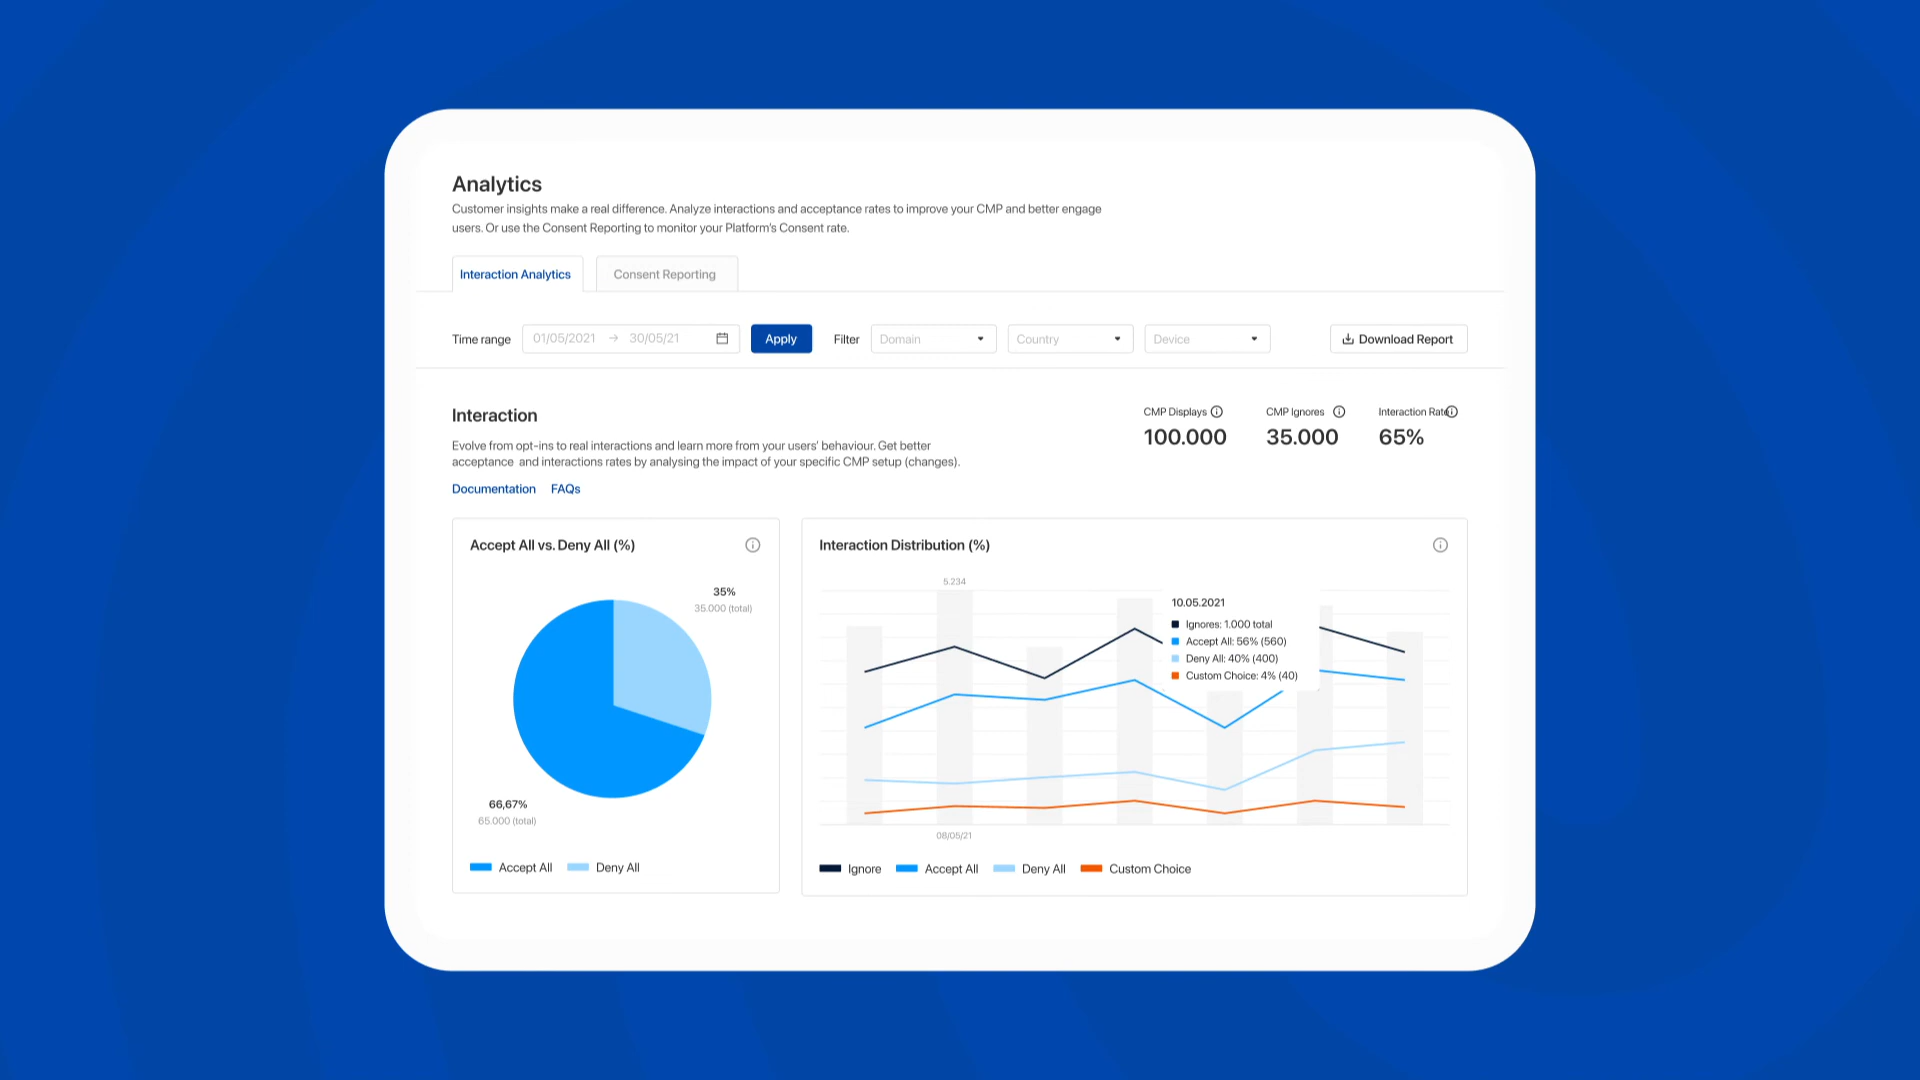 Analytics
Customer insights make a real difference. Analyze interactions and acceptance rates to improve your CMP and better engage
users. Or use the Consent Reporting to monitor your Platform's Consent rate.
Interaction Analytics
Consent Reporting
Time range
01/05/2021 → 30/05/21
Apply
Filter
Domain
Country
Device
Download Report
Interaction
Evolve from opt-ins to real interactions and learn more from your users' behaviour. Get better
acceptance and interactions rates by analysing the impact of your specific CMP setup (changes).
Documentation
FAQs
CMP Displays
100.000
CMP Ignores
35.000
Interaction Rate
65%
Accept All vs. Deny All (%)
35%
35.000 (total)
66,67%
65.000 (total)
Accept All
Deny All
Interaction Distribution (%)
5.234
10.05.2021
Ignores: 1.000 total
Accept All: 56% (560)
Deny All: 40% (400)
Custom Choice: 4% (40)
08/05/21
Ignore
Accept All
Deny All
Custom Choice